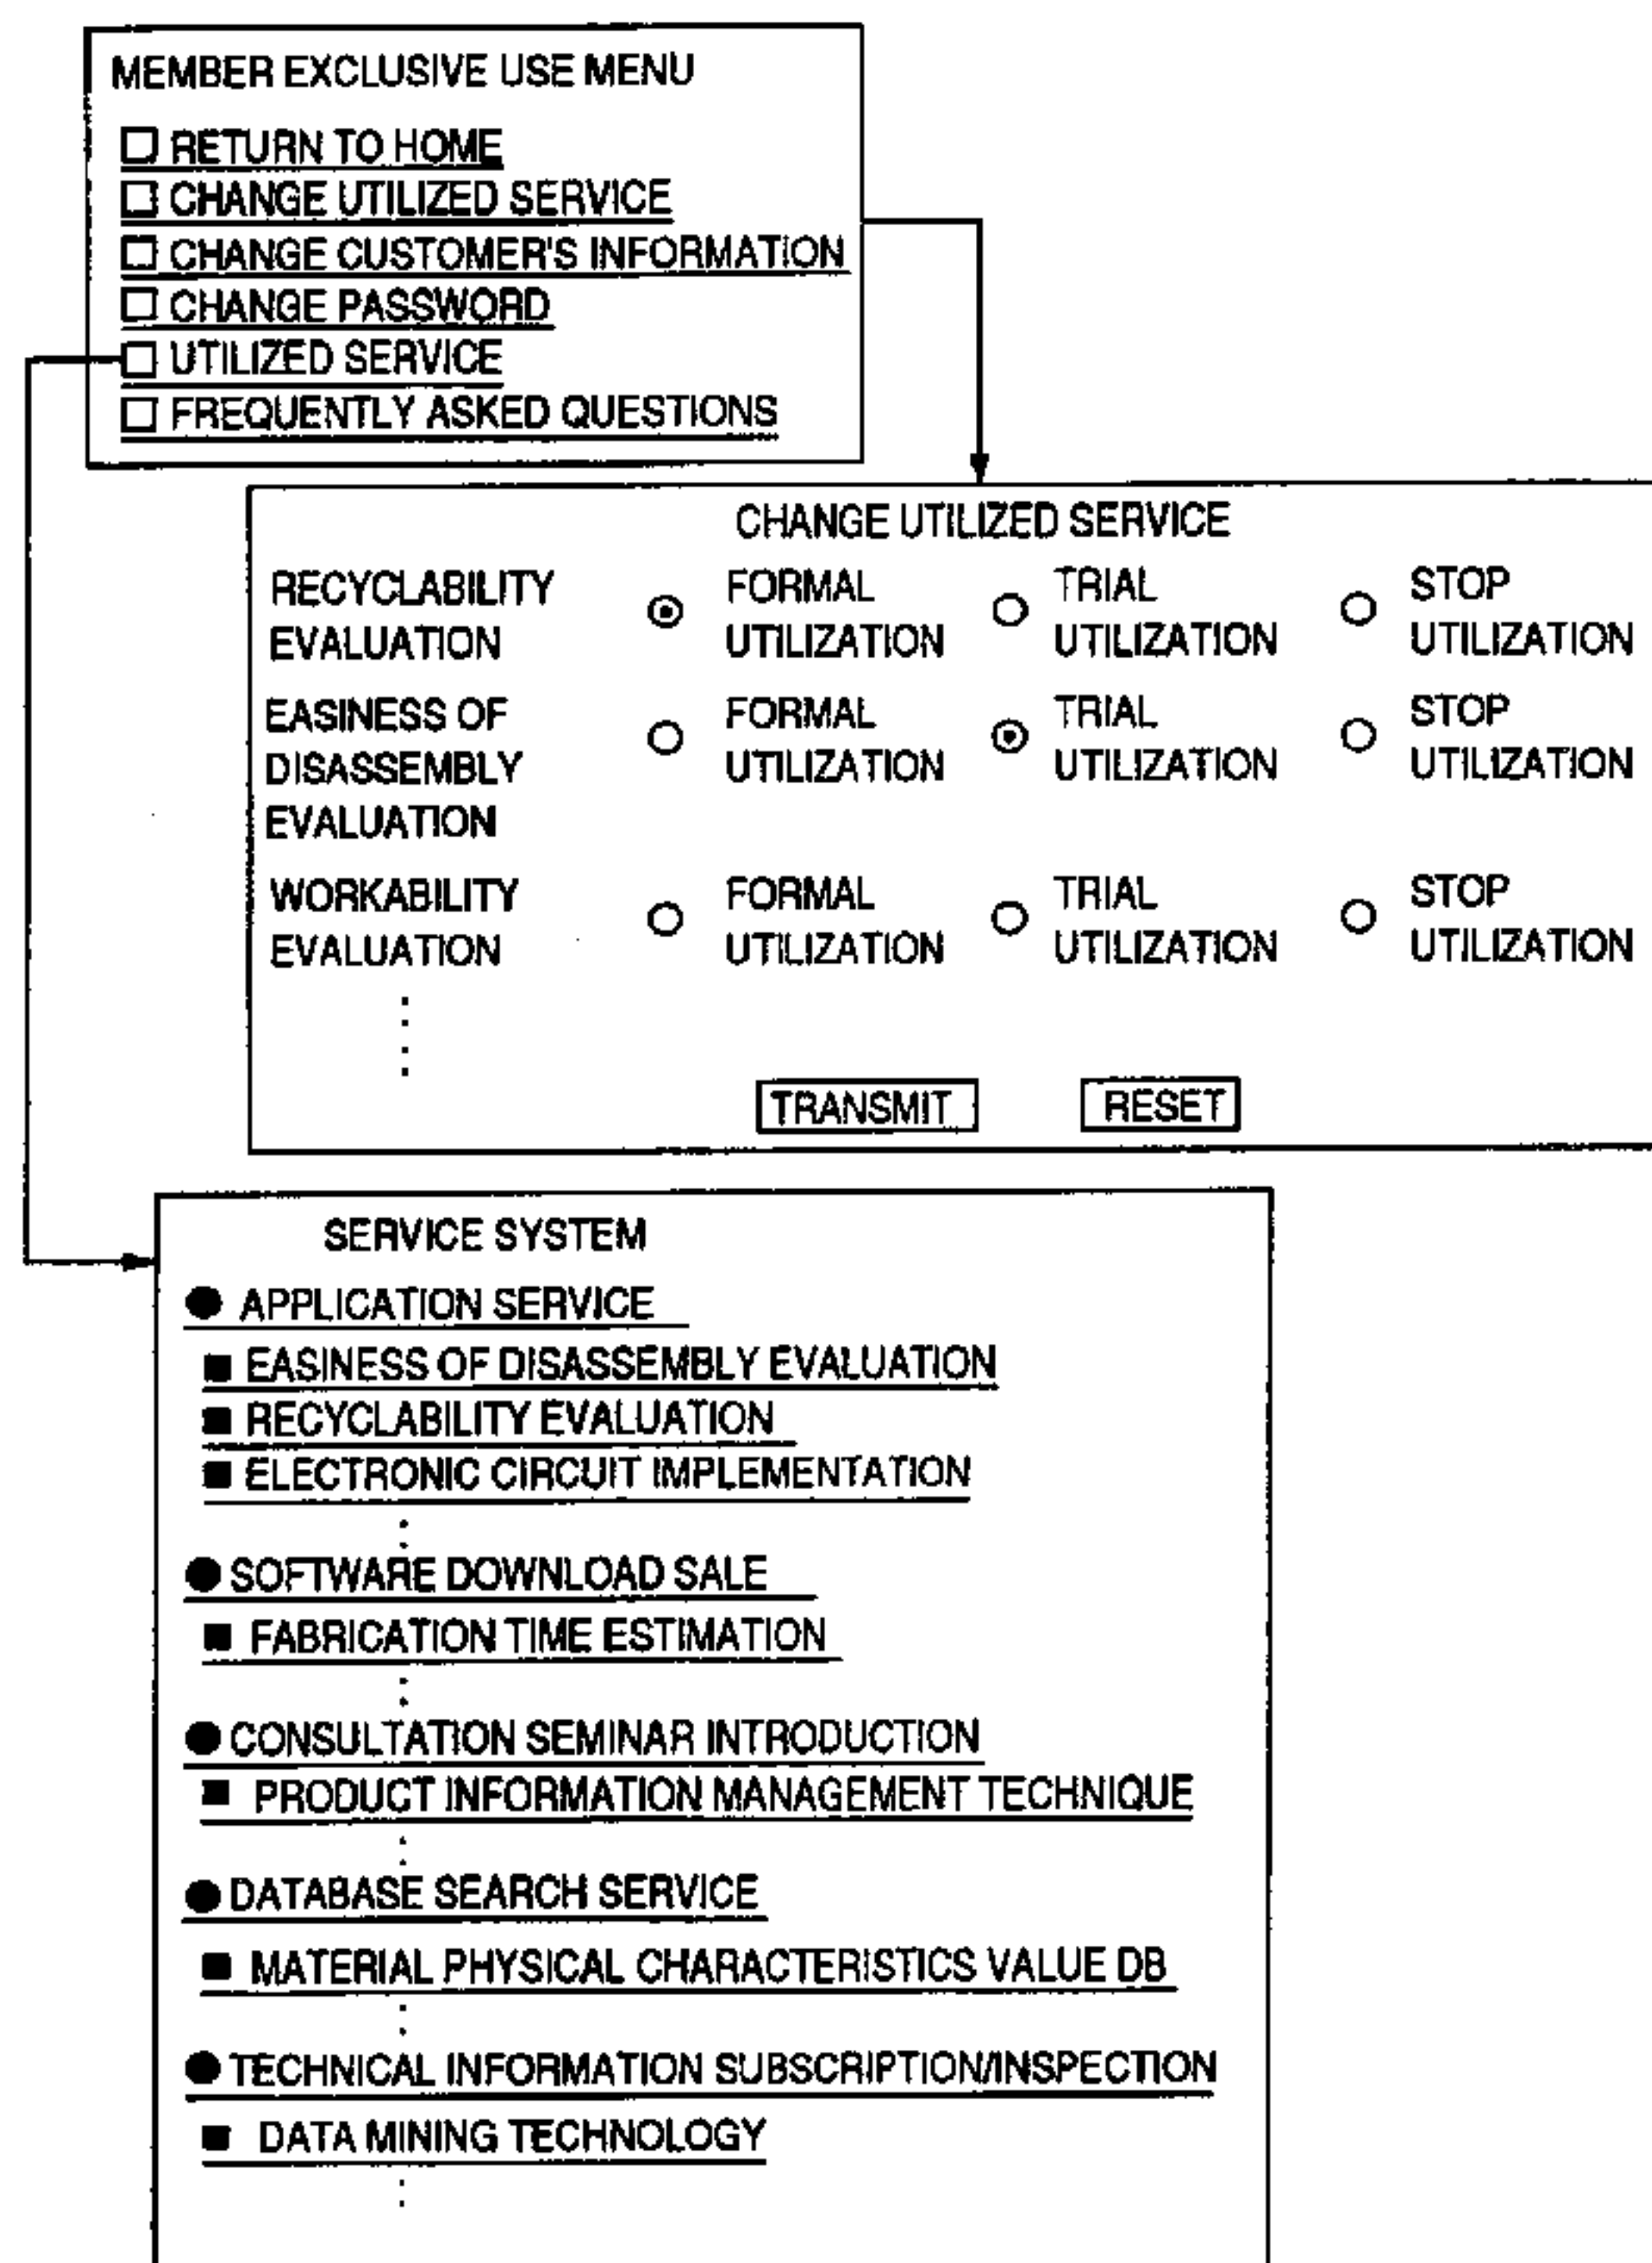 MEMBER EXCLUSIVE USE MENU
RETURN TO HOME
CHANGE UTILIZED SERVICE
CHANGE CUSTOMER'S INFORMATION
CHANGE PASSWORD
UTILIZED SERVICE
FREQUENTLY ASKED QUESTIONS
CHANGE UTILIZED SERVICE
RECYCLABILITY FORMAL TRIAL STOP
EVALUATION UTILIZATION UTILIZATION UTILIZATION
EASINESS OF FORMAL TRIAL STOP
DISASSEMBLY UTILIZATION UTILIZATION UTILIZATION
EVALUATION
WORKABILITY FORMAL TRIAL STOP
EVALUATION UTILIZATION UTILIZATION UTILIZATION
TRANSMIT RESET
SERVICE SYSTEM
APPLICATION SERVICE
EASINESS OF DISASSEMBLY EVALUATION
RECYCLABILITY EVALUATION
ELECTRONIC CIRCUIT IMPLEMENTATION
SOFTWARE DOWNLOAD SALE
FABRICATION TIME ESTIMATION
CONSULTATION SEMINAR INTRODUCTION
PRODUCT INFORMATION MANAGEMENT TECHNIQUE
DATABASE SEARCH SERVICE
MATERIAL PHYSICAL CHARACTERISTICS VALUE DB
TECHNICAL INFORMATION SUBSCRIPTION/INSPECTION
DATA MINING TECHNOLOGY